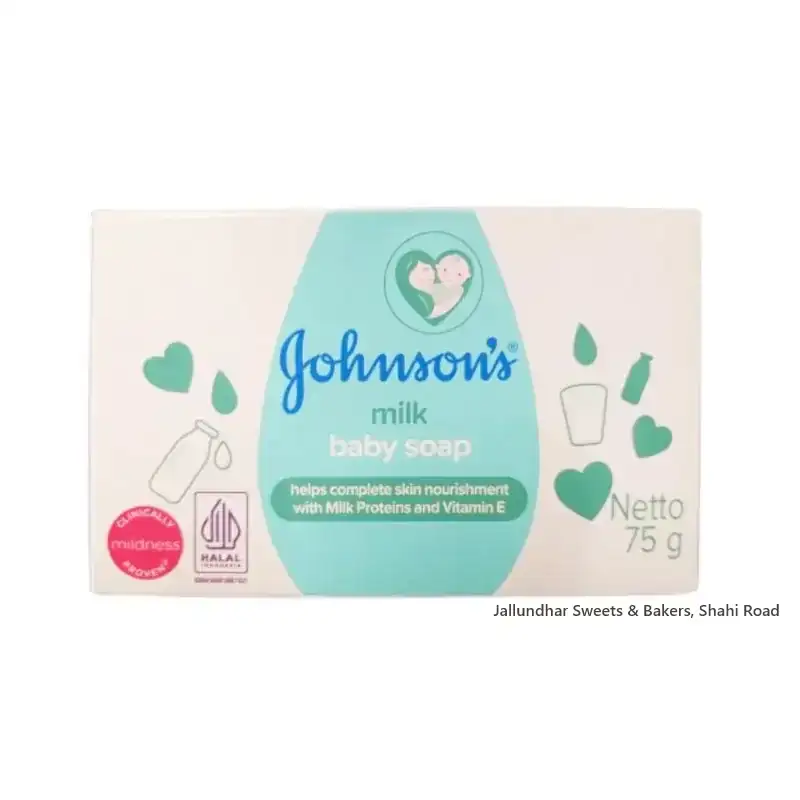 Johnson's®
milk
baby soap
helps complete skin nourishment
with Milk Proteins and Vitamin E
CLINICALLY
mildness
PROVEN
HALAL
INDONESIA
Netto
75 g
Jallundhar Sweets & Bakers, Shahi Road